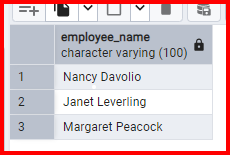 employee_name
character varying (100)
1 Nancy Davolio
2 Janet Leverling
3 Margaret Peacock